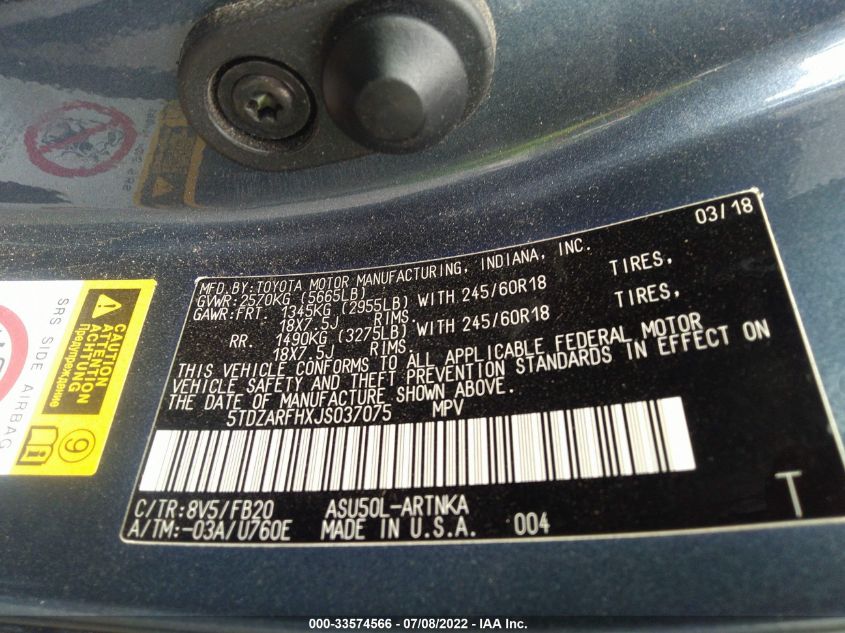 03/18
MFD.BY:TOYOTA MOTOR MANUFACTURING, INDIANA, INC.
GVWR:2570KG (5665LB)
GAWR:FRT. 1345KG (2955LB) WITH 245/60R18 TIRES,
18X7.5J RIMS
RR. 1490KG (3275LB) WITH 245/60R18 TIRES,
18X7.5J RIMS.
THIS VEHICLE CONFORMS TO ALL APPLICABLE FEDERAL MOTOR
VEHICLE SAFETY AND THEFT PREVENTION STANDARDS IN EFFECT ON
THE DATE OF MANUFACTURE SHOWN ABOVE.
5TDZARFHXJS037075 MPV
C/TR:8V5/FB20 ASU50L-ARTNKA
A/TM:-03A/U760E MADE IN U.S.A. 004
T
SRS SIDE AIRBAG
CAUTION
ATTENTION
ACHTUNG
Предупреждение
9
000-33574566 - 07/08/2022 - IAA Inc.